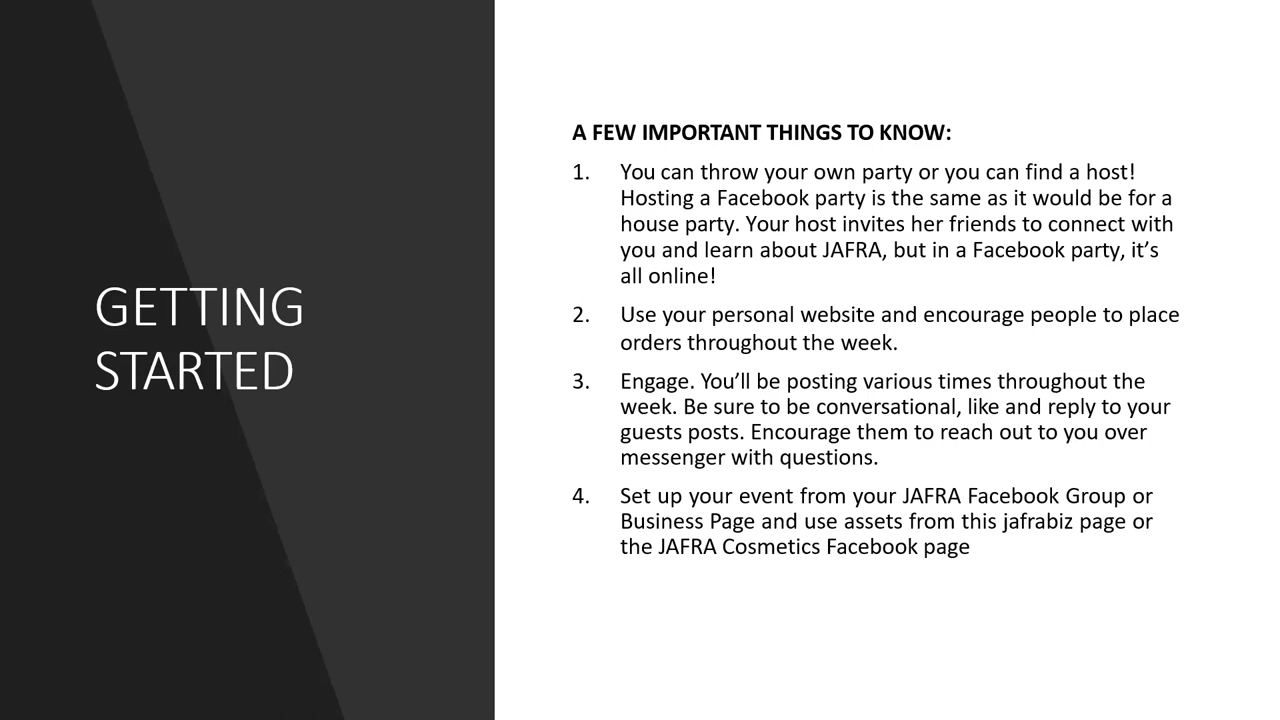 GETTING
STARTED
A FEW IMPORTANT THINGS TO KNOW:
1. You can throw your own party or you can find a host!
Hosting a Facebook party is the same as it would be for a
house party. Your host invites her friends to connect with
you and learn about JAFRA, but in a Facebook party, it’s
all online!
2. Use your personal website and encourage people to place
orders throughout the week.
3. Engage. You’ll be posting various times throughout the
week. Be sure to be conversational, like and reply to your
guests posts. Encourage them to reach out to you over
messenger with questions.
4. Set up your event from your JAFRA Facebook Group or
Business Page and use assets from this jafrabiz page or
the JAFRA Cosmetics Facebook page